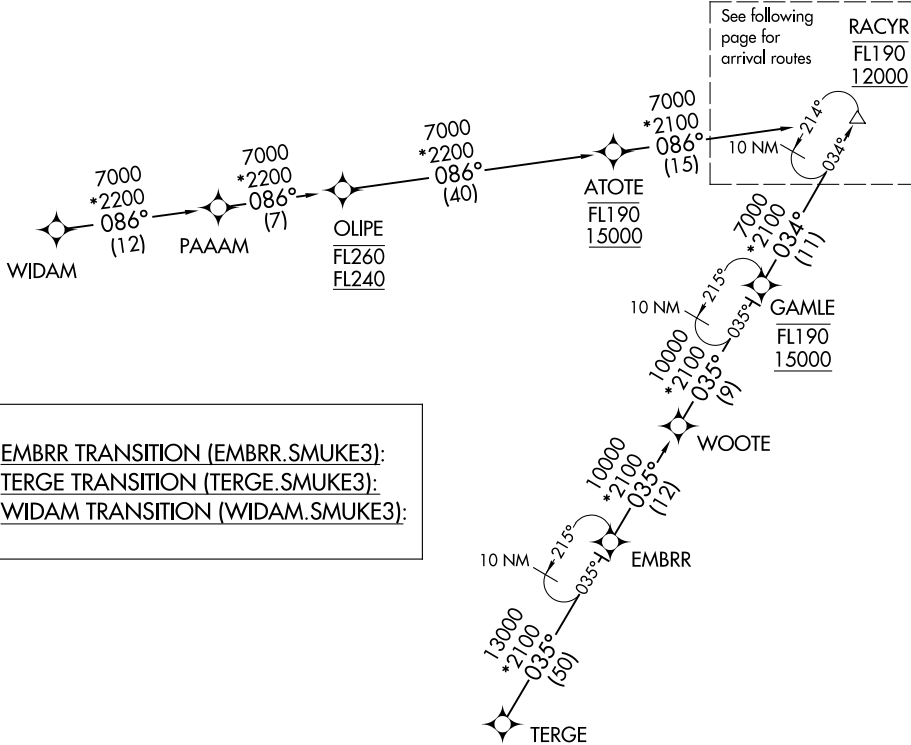 See following
page for
arrival routes
RACYR
FL190
12000
214°
10 NM
034°
7000
*2100
086°
(15)
ATOTE
FL190
15000
7000
*2200
086°
(40)
OLIPE
FL260
FL240
7000
*2200
086°
(7)
PAAAM
7000
*2200
086°
(12)
WIDAM
7000
*2100
034°
(11)
GAMLE
FL190
15000
10 NM
215°
035°
10000
*2100
035°
(9)
WOOTE
10000
*2100
035°
(12)
EMBRR
10 NM
215°
035°
13000
*2100
035°
(50)
TERGE
EMBRR TRANSITION (EMBRR.SMUKE3):
TERGE TRANSITION (TERGE.SMUKE3):
WIDAM TRANSITION (WIDAM.SMUKE3):